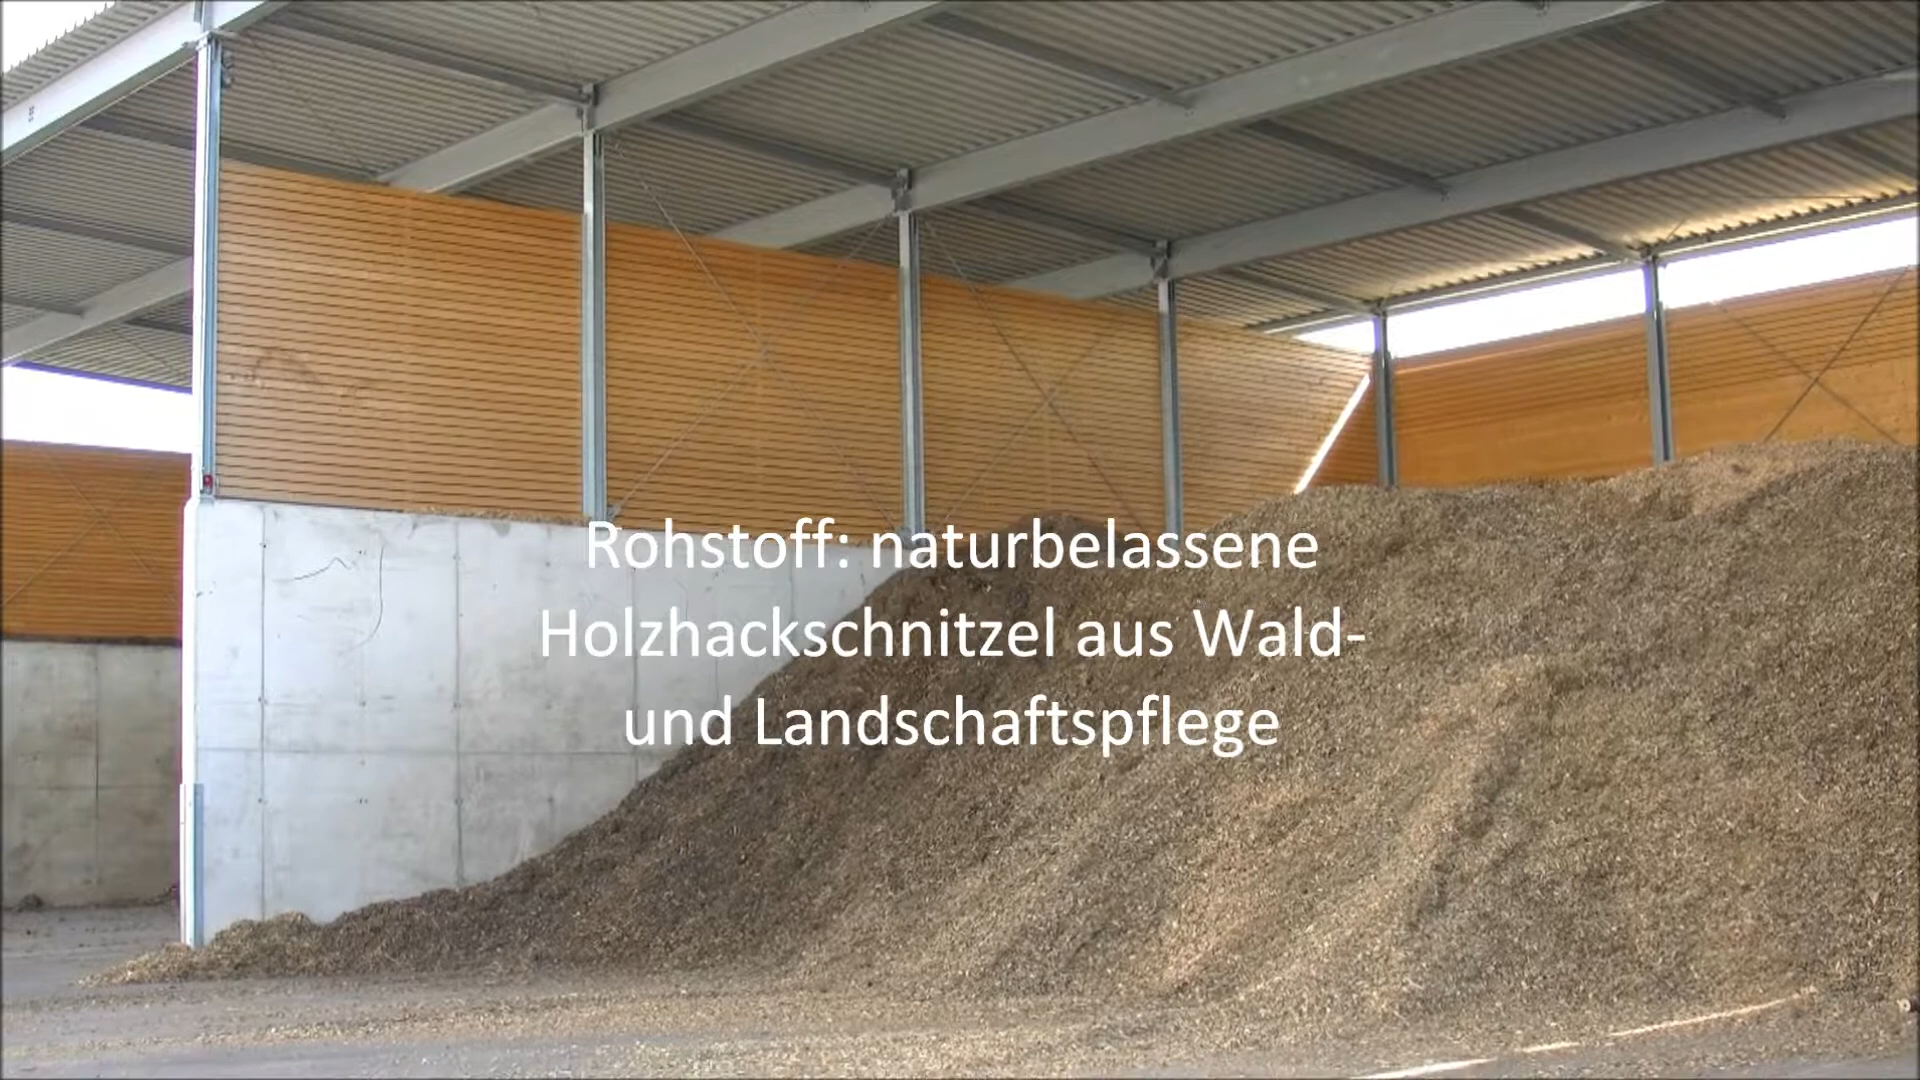 Rohstoff: naturbelassene
Holzhackschnitzel aus Wald-
und Landschaftspflege